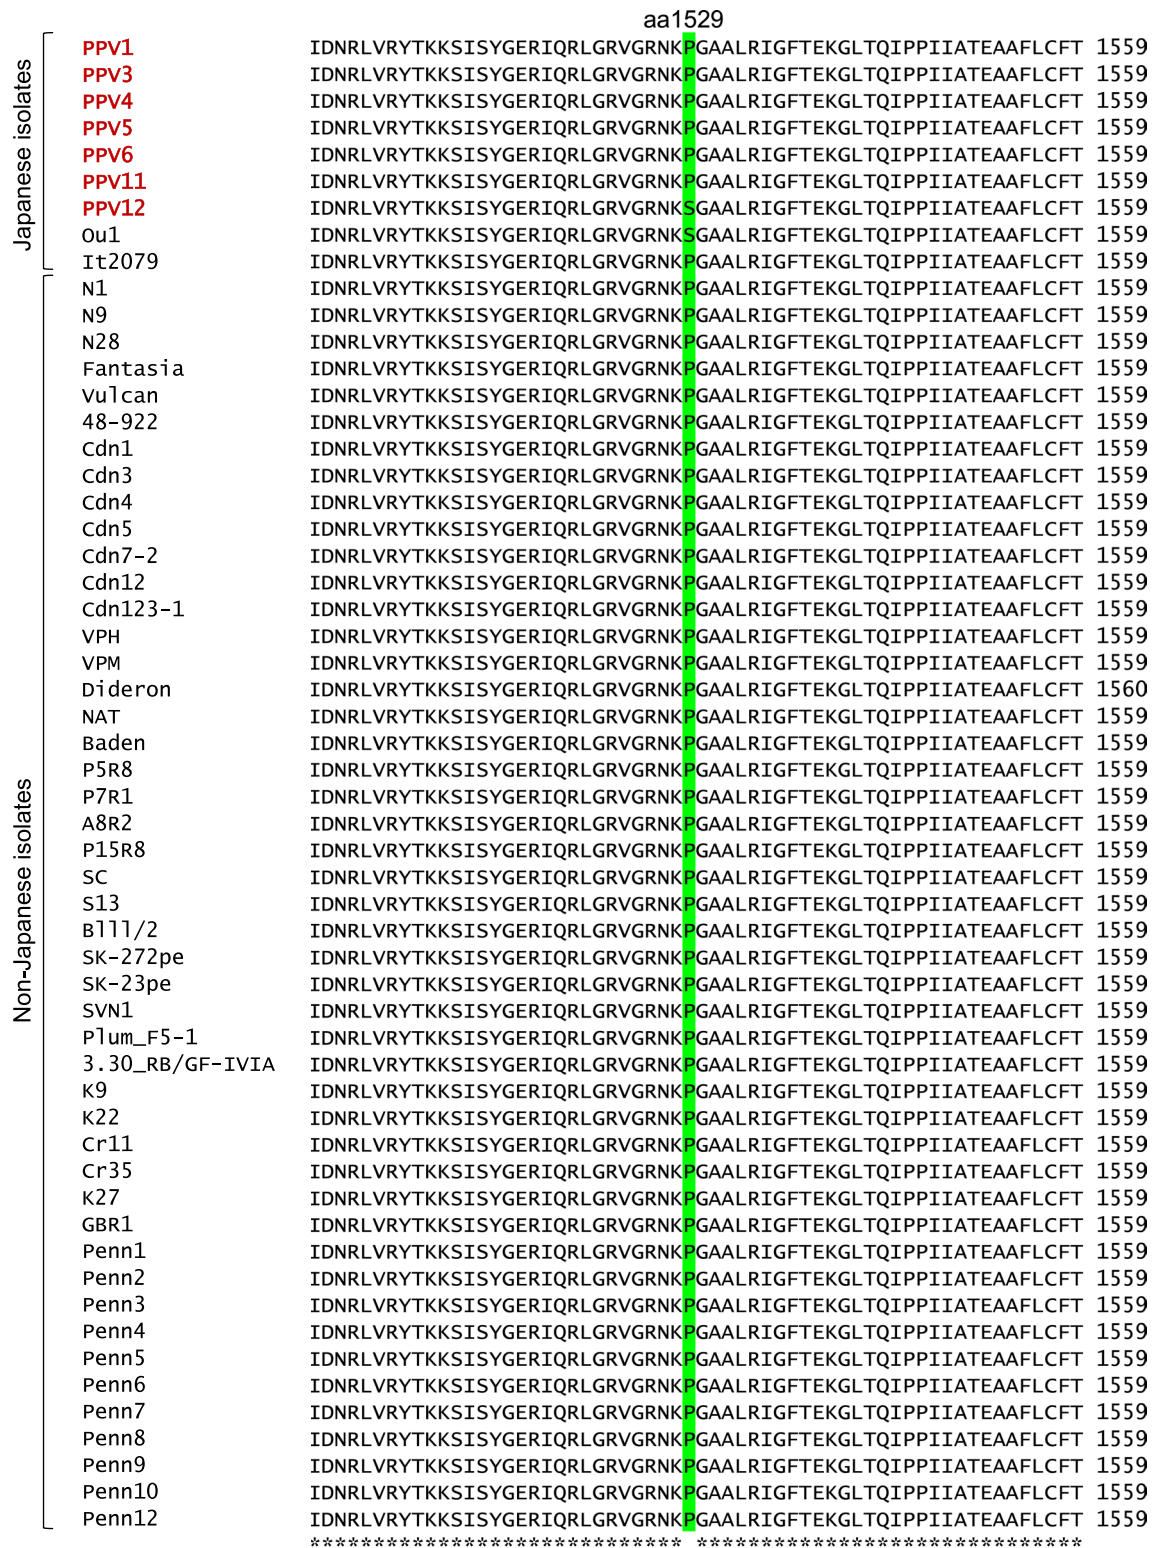 aa1529
Japanese isolates
PPV1 IDNRLVRYTKKSISYGERIQRLGRVGRNKPGAALRIGFTEKGLTQIPPIIATEAAFLCFT 1559
PPV3 IDNRLVRYTKKSISYGERIQRLGRVGRNKPGAALRIGFTEKGLTQIPPIIATEAAFLCFT 1559
PPV4 IDNRLVRYTKKSISYGERIQRLGRVGRNKPGAALRIGFTEKGLTQIPPIIATEAAFLCFT 1559
PPV5 IDNRLVRYTKKSISYGERIQRLGRVGRNKPGAALRIGFTEKGLTQIPPIIATEAAFLCFT 1559
PPV6 IDNRLVRYTKKSISYGERIQRLGRVGRNKPGAALRIGFTEKGLTQIPPIIATEAAFLCFT 1559
PPV11 IDNRLVRYTKKSISYGERIQRLGRVGRNKPGAALRIGFTEKGLTQIPPIIATEAAFLCFT 1559
PPV12 IDNRLVRYTKKSISYGERIQRLGRVGRNKSGAALRIGFTEKGLTQIPPIIATEAAFLCFT 1559
Ou1 IDNRLVRYTKKSISYGERIQRLGRVGRNKSGAALRIGFTEKGLTQIPPIIATEAAFLCFT 1559
It2079 IDNRLVRYTKKSISYGERIQRLGRVGRNKPGAALRIGFTEKGLTQIPPIIATEAAFLCFT 1559
Non-Japanese isolates
N1 IDNRLVRYTKKSISYGERIQRLGRVGRNKPGAALRIGFTEKGLTQIPPIIATEAAFLCFT 1559
N9 IDNRLVRYTKKSISYGERIQRLGRVGRNKPGAALRIGFTEKGLTQIPPIIATEAAFLCFT 1559
N28 IDNRLVRYTKKSISYGERIQRLGRVGRNKPGAALRIGFTEKGLTQIPPIIATEAAFLCFT 1559
Fantasia IDNRLVRYTKKSISYGERIQRLGRVGRNKPGAALRIGFTEKGLTQIPPIIATEAAFLCFT 1559
Vulcan IDNRLVRYTKKSISYGERIQRLGRVGRNKPGAALRIGFTEKGLTQIPPIIATEAAFLCFT 1559
48-922 IDNRLVRYTKKSISYGERIQRLGRVGRNKPGAALRIGFTEKGLTQIPPIIATEAAFLCFT 1559
Cdn1 IDNRLVRYTKKSISYGERIQRLGRVGRNKPGAALRIGFTEKGLTQIPPIIATEAAFLCFT 1559
Cdn3 IDNRLVRYTKKSISYGERIQRLGRVGRNKPGAALRIGFTEKGLTQIPPIIATEAAFLCFT 1559
Cdn4 IDNRLVRYTKKSISYGERIQRLGRVGRNKPGAALRIGFTEKGLTQIPPIIATEAAFLCFT 1559
Cdn5 IDNRLVRYTKKSISYGERIQRLGRVGRNKPGAALRIGFTEKGLTQIPPIIATEAAFLCFT 1559
Cdn7-2 IDNRLVRYTKKSISYGERIQRLGRVGRNKPGAALRIGFTEKGLTQIPPIIATEAAFLCFT 1559
Cdn12 IDNRLVRYTKKSISYGERIQRLGRVGRNKPGAALRIGFTEKGLTQIPPIIATEAAFLCFT 1559
Cdn123-1 IDNRLVRYTKKSISYGERIQRLGRVGRNKPGAALRIGFTEKGLTQIPPIIATEAAFLCFT 1559
VPH IDNRLVRYTKKSISYGERIQRLGRVGRNKPGAALRIGFTEKGLTQIPPIIATEAAFLCFT 1559
VPM IDNRLVRYTKKSISYGERIQRLGRVGRNKPGAALRIGFTEKGLTQIPPIIATEAAFLCFT 1559
Dideron IDNRLVRYTKKSISYGERIQRLGRVGRNKPGAALRIGFTEKGLTQIPPIIATEAAFLCFT 1560
NAT IDNRLVRYTKKSISYGERIQRLGRVGRNKPGAALRIGFTEKGLTQIPPIIATEAAFLCFT 1559
Baden IDNRLVRYTKKSISYGERIQRLGRVGRNKPGAALRIGFTEKGLTQIPPIIATEAAFLCFT 1559
P5R8 IDNRLVRYTKKSISYGERIQRLGRVGRNKPGAALRIGFTEKGLTQIPPIIATEAAFLCFT 1559
P7R1 IDNRLVRYTKKSISYGERIQRLGRVGRNKPGAALRIGFTEKGLTQIPPIIATEAAFLCFT 1559
A8R2 IDNRLVRYTKKSISYGERIQRLGRVGRNKPGAALRIGFTEKGLTQIPPIIATEAAFLCFT 1559
P15R8 IDNRLVRYTKKSISYGERIQRLGRVGRNKPGAALRIGFTEKGLTQIPPIIATEAAFLCFT 1559
SC IDNRLVRYTKKSISYGERIQRLGRVGRNKPGAALRIGFTEKGLTQIPPIIATEAAFLCFT 1559
S13 IDNRLVRYTKKSISYGERIQRLGRVGRNKPGAALRIGFTEKGLTQIPPIIATEAAFLCFT 1559
Blll/2 IDNRLVRYTKKSISYGERIQRLGRVGRNKPGAALRIGFTEKGLTQIPPIIATEAAFLCFT 1559
SK-272pe IDNRLVRYTKKSISYGERIQRLGRVGRNKPGAALRIGFTEKGLTQIPPIIATEAAFLCFT 1559
SK-23pe IDNRLVRYTKKSISYGERIQRLGRVGRNKPGAALRIGFTEKGLTQIPPIIATEAAFLCFT 1559
SVN1 IDNRLVRYTKKSISYGERIQRLGRVGRNKPGAALRIGFTEKGLTQIPPIIATEAAFLCFT 1559
Plum_F5-1 IDNRLVRYTKKSISYGERIQRLGRVGRNKPGAALRIGFTEKGLTQIPPIIATEAAFLCFT 1559
3.30_RB/GF-IVIA IDNRLVRYTKKSISYGERIQRLGRVGRNKPGAALRIGFTEKGLTQIPPIIATEAAFLCFT 1559
K9 IDNRLVRYTKKSISYGERIQRLGRVGRNKPGAALRIGFTEKGLTQIPPIIATEAAFLCFT 1559
K22 IDNRLVRYTKKSISYGERIQRLGRVGRNKPGAALRIGFTEKGLTQIPPIIATEAAFLCFT 1559
Cr11 IDNRLVRYTKKSISYGERIQRLGRVGRNKPGAALRIGFTEKGLTQIPPIIATEAAFLCFT 1559
Cr35 IDNRLVRYTKKSISYGERIQRLGRVGRNKPGAALRIGFTEKGLTQIPPIIATEAAFLCFT 1559
K27 IDNRLVRYTKKSISYGERIQRLGRVGRNKPGAALRIGFTEKGLTQIPPIIATEAAFLCFT 1559
GBR1 IDNRLVRYTKKSISYGERIQRLGRVGRNKPGAALRIGFTEKGLTQIPPIIATEAAFLCFT 1559
Penn1 IDNRLVRYTKKSISYGERIQRLGRVGRNKPGAALRIGFTEKGLTQIPPIIATEAAFLCFT 1559
Penn2 IDNRLVRYTKKSISYGERIQRLGRVGRNKPGAALRIGFTEKGLTQIPPIIATEAAFLCFT 1559
Penn3 IDNRLVRYTKKSISYGERIQRLGRVGRNKPGAALRIGFTEKGLTQIPPIIATEAAFLCFT 1559
Penn4 IDNRLVRYTKKSISYGERIQRLGRVGRNKPGAALRIGFTEKGLTQIPPIIATEAAFLCFT 1559
Penn5 IDNRLVRYTKKSISYGERIQRLGRVGRNKPGAALRIGFTEKGLTQIPPIIATEAAFLCFT 1559
Penn6 IDNRLVRYTKKSISYGERIQRLGRVGRNKPGAALRIGFTEKGLTQIPPIIATEAAFLCFT 1559
Penn7 IDNRLVRYTKKSISYGERIQRLGRVGRNKPGAALRIGFTEKGLTQIPPIIATEAAFLCFT 1559
Penn8 IDNRLVRYTKKSISYGERIQRLGRVGRNKPGAALRIGFTEKGLTQIPPIIATEAAFLCFT 1559
Penn9 IDNRLVRYTKKSISYGERIQRLGRVGRNKPGAALRIGFTEKGLTQIPPIIATEAAFLCFT 1559
Penn10 IDNRLVRYTKKSISYGERIQRLGRVGRNKPGAALRIGFTEKGLTQIPPIIATEAAFLCFT 1559
Penn12 IDNRLVRYTKKSISYGERIQRLGRVGRNKPGAALRIGFTEKGLTQIPPIIATEAAFLCFT 1559
***************************** ******************************